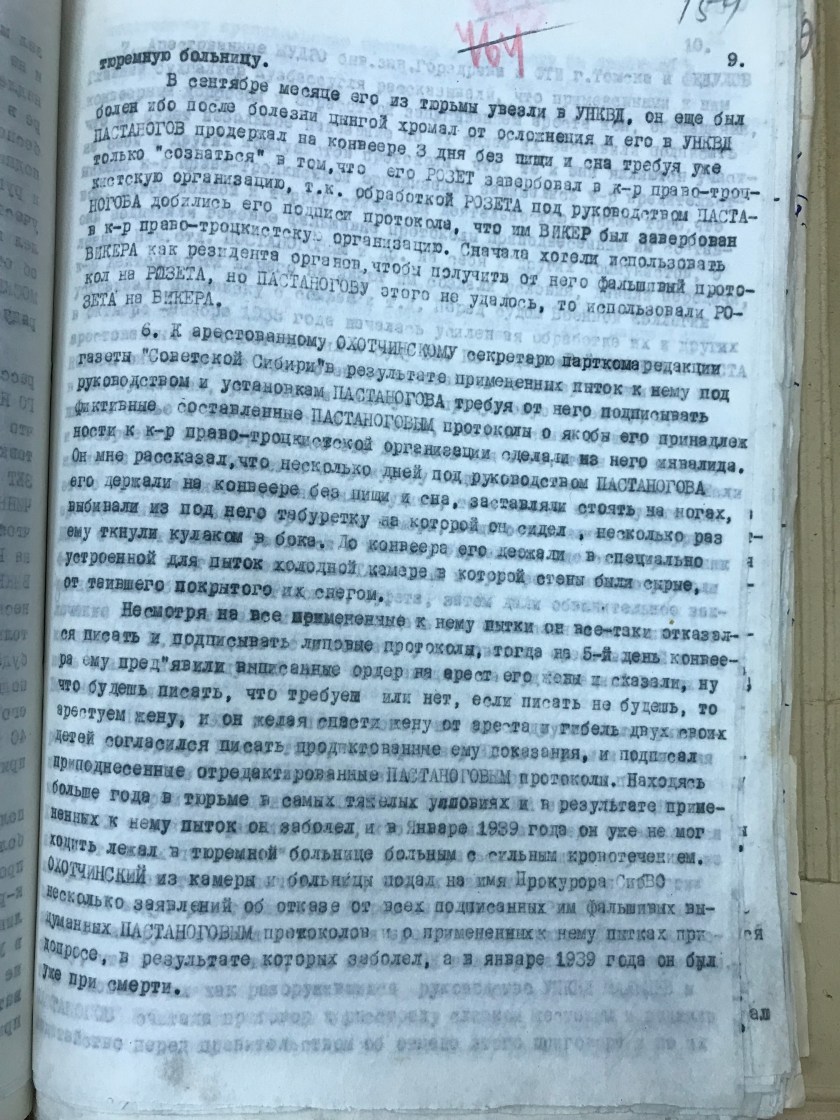 9.
тюремную больницу.
В сентябре месяце его из тюрьмы увезли в УНКВД, он еще был
болен ибо после болезни цынгой хромал от осложнения и его в УНКВД
ПАСТАНОГОВ продержал на конвеере 3 дня без пищи и сна требуя уже
только "сознаться" в том,что его РОЗЕТ завербовал в к-р право-троц-
кистскую организацию, т.к. обработкой РОЗЕТА под руководством ПАСТА-
НОГОВА добились его подписи протокола, что им ВИКЕР был завербован
в к-р право-троцкистскую организацию. Сначала хотели использовать
ВИКЕРА как резидента органов,чтобы получить от него фальшивый прото-
кол на РОЗЕТА, но ПАСТАНОГОВУ этого не удалось, то использовали РО-
ЗЕТА на ВИКЕРА.
6. К арестованному ОХОТЧИНСКОМУ секретарю парткома редакции
газеты "Советской Сибири"в результате примененных пыток к нему под
руководством и установкам ПАСТАНОГОВА требуя от него подписывать
фиктивные составленные ПАСТАНОГОВЫМ протоколы о якобы его принадлеж
ности к к-р право-троцкистской организации сделали из него инвалида.
Он мне рассказал,что несколько дней под руководством ПАСТАНОГОВА
его держали на конвеере без пищи и сна, заставляли стоять на ногах,
выбивали из под него табуретку на которой он сидел , несколько раз
ему ткнули кулаком в бока. До конвеера его держали в специально
устроенной для пыток холодной камере в которой стены были сырые,
от таившего покрытого их снегом.
Несмотря на все примененные к нему пытки он все-таки отказал-
ся писать и подписывать липовые протоколы, тогда на 5-й день конвее-
ра ему пред"явили выписанные ордер на арест его жены и сказали, ну
что будешь писать, что требуем или нет, если писать не будешь, то
арестуем жену, и он желая спасти жену от ареста и гибель двух своих
детей согласился писать продиктованные ему показания, и подписал
приподнесенные отредактированные ПАСТАНОГОВЫМ протоколы. Находясь
больше года в тюрьме в самых тяжелых условиях и в результате приме-
ненных к нему пыток он заболел и в Январе 1939 года он уже не мог
ходить лежал в тюремной больнице больным с сильным кровотечением.
ОХОТЧИНСКИЙ из камеры и больницы подал на имя Прокурора СибВО
несколько заявлений об отказе от всех подписанных им фальшивых вы-
думанных ПАСТАНОГОВЫМ протоколов и о примененных к нему пытках при
допросе, в результате которых заболел, а в январе 1939 года он был
уже при смерти.